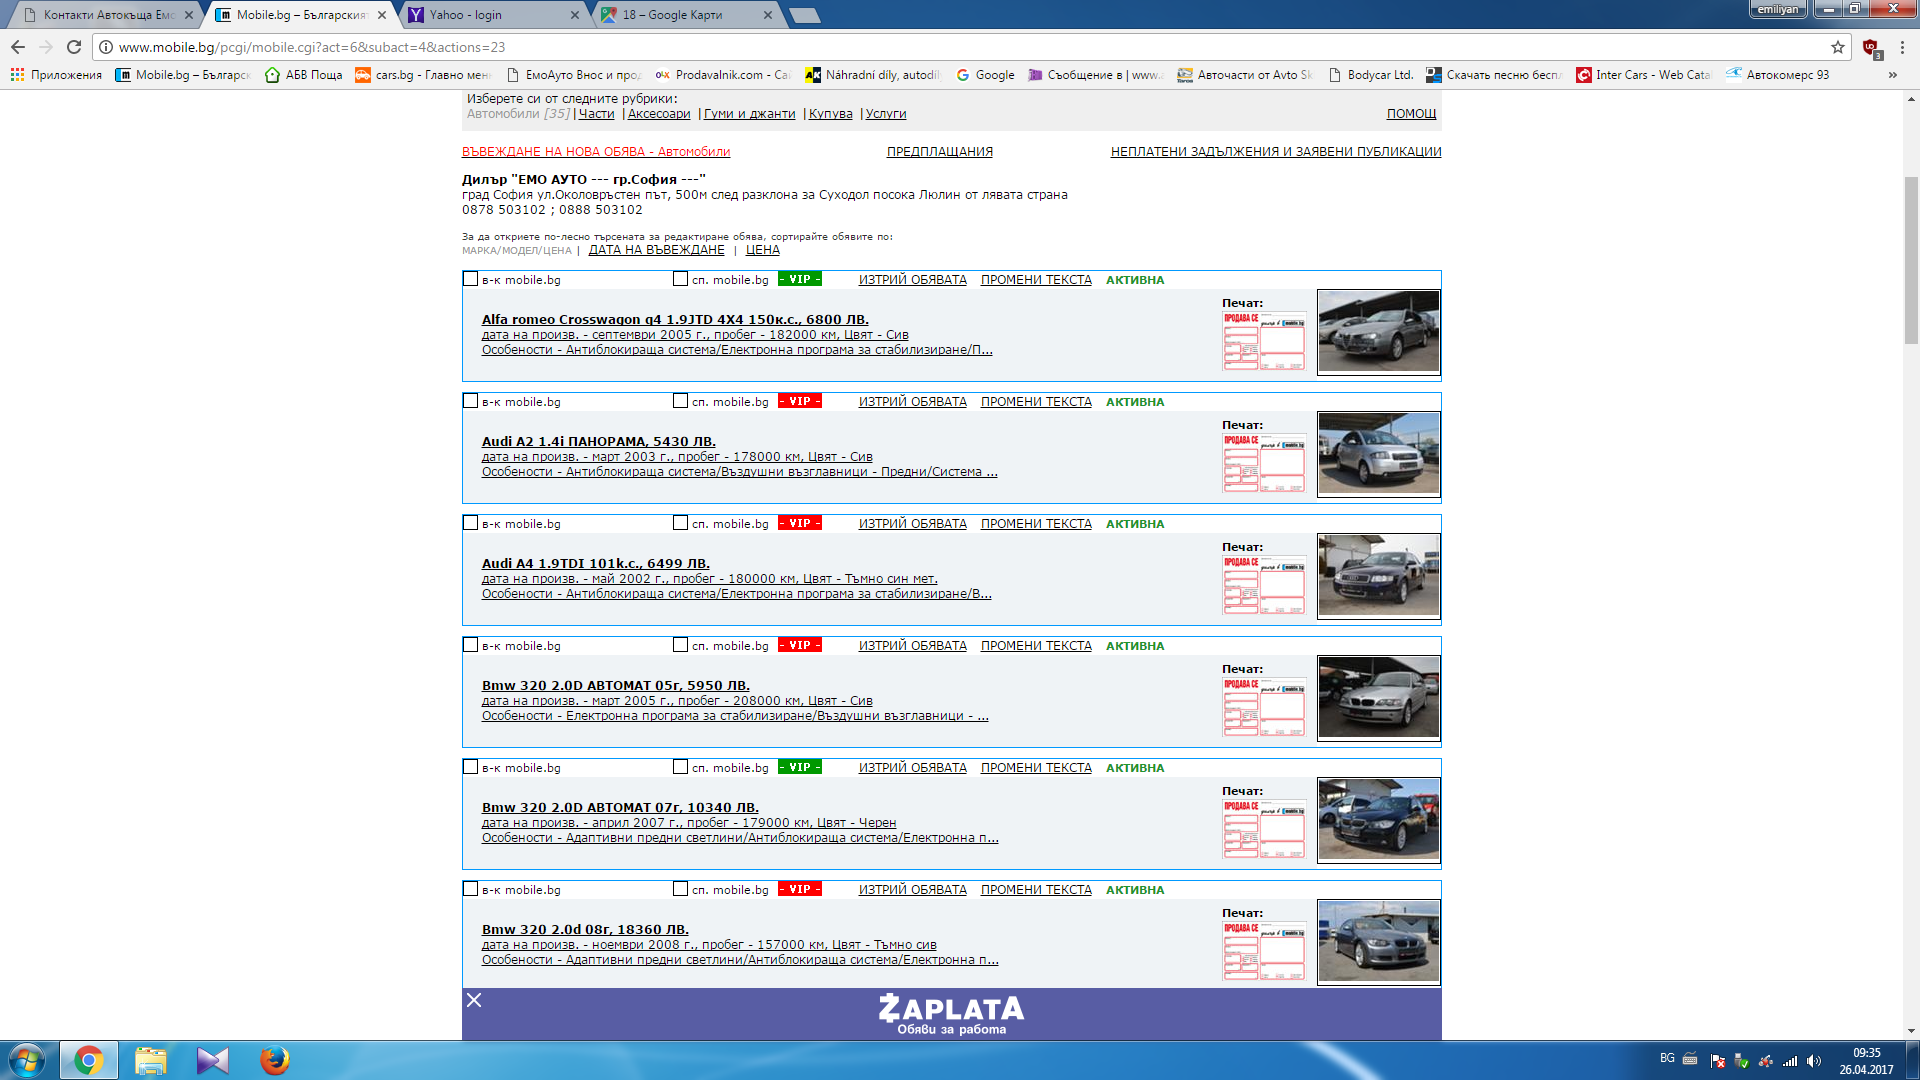 Контакти Автокъща Емо
Mobile.bg – Българският
Yahoo - login
18 – Google Карти
emiliyan
www.mobile.bg/pcgi/mobile.cgi?act=6&subact=4&actions=23
3
Приложения
Mobile.bg – Българск
АБВ Поща
cars.bg - Главно мен
ЕмоАуто Внос и прод
Prodavalnik.com - Са
Náhradní díly, autodíl
Google
Съобщение в | www.
Авточасти от Avto Sk
Bodycar Ltd.
Скачать песню беспл
Inter Cars - Web Catal
Автокомерс 93
»
Изберете си от следните рубрики:
Автомобили [35] | Части | Аксесоари | Гуми и джанти | Купува | Услуги
ПОМОЩ
ВЪВЕЖДАНЕ НА НОВА ОБЯВА - Автомобили
ПРЕДПЛАЩАНИЯ
НЕПЛАТЕНИ ЗАДЪЛЖЕНИЯ И ЗАЯВЕНИ ПУБЛИКАЦИИ
Дилър "ЕМО АУТО --- гр.София ---"
град София ул.Околовръстен път, 500м след разклона за Суходол посока Люлин от лявата страна
0878 503102 ; 0888 503102
За да откриете по-лесно търсената за редактиране обява, сортирайте обявите по:
МАРКА/МОДЕЛ/ЦЕНА | ДАТА НА ВЪВЕЖДАНЕ | ЦЕНА
в-к mobile.bg сп. mobile.bg - VIP - ИЗТРИЙ ОБЯВАТА ПРОМЕНИ ТЕКСТА АКТИВНА
Печат:
ПРОДАВА СЕ
Alfa romeo Crosswagon q4 1.9JTD 4X4 150к.с., 6800 ЛВ.
дата на произв. - септември 2005 г., пробег - 182000 км, Цвят - Сив
Особености - Антиблокираща система/Електронна програма за стабилизиране/П...
в-к mobile.bg сп. mobile.bg - VIP - ИЗТРИЙ ОБЯВАТА ПРОМЕНИ ТЕКСТА АКТИВНА
Печат:
ПРОДАВА СЕ
Audi A2 1.4i ПАНОРАМА, 5430 ЛВ.
дата на произв. - март 2003 г., пробег - 178000 км, Цвят - Сив
Особености - Антиблокираща система/Въздушни възглавници - Предни/Система ...
в-к mobile.bg сп. mobile.bg - VIP - ИЗТРИЙ ОБЯВАТА ПРОМЕНИ ТЕКСТА АКТИВНА
Печат:
ПРОДАВА СЕ
Audi A4 1.9TDI 101k.c., 6499 ЛВ.
дата на произв. - май 2002 г., пробег - 180000 км, Цвят - Тъмно син мет.
Особености - Антиблокираща система/Електронна програма за стабилизиране/В...
в-к mobile.bg сп. mobile.bg - VIP - ИЗТРИЙ ОБЯВАТА ПРОМЕНИ ТЕКСТА АКТИВНА
Печат:
ПРОДАВА СЕ
Bmw 320 2.0D АВТОМАТ 05г, 5950 ЛВ.
дата на произв. - март 2005 г., пробег - 208000 км, Цвят - Сив
Особености - Електронна програма за стабилизиране/Въздушни възглавници - ...
в-к mobile.bg сп. mobile.bg - VIP - ИЗТРИЙ ОБЯВАТА ПРОМЕНИ ТЕКСТА АКТИВНА
Печат:
ПРОДАВА СЕ
Bmw 320 2.0D АВТОМАТ 07г, 10340 ЛВ.
дата на произв. - април 2007 г., пробег - 179000 км, Цвят - Черен
Особености - Адаптивни предни светлини/Антиблокираща система/Електронна п...
в-к mobile.bg сп. mobile.bg - VIP - ИЗТРИЙ ОБЯВАТА ПРОМЕНИ ТЕКСТА АКТИВНА
Печат:
ПРОДАВА СЕ
Bmw 320 2.0d 08г, 18360 ЛВ.
дата на произв. - ноември 2008 г., пробег - 157000 км, Цвят - Тъмно сив
Особености - Адаптивни предни светлини/Антиблокираща система/Електронна п...
ZAPLATA
Обяви за работа
BG
09:35
26.04.2017